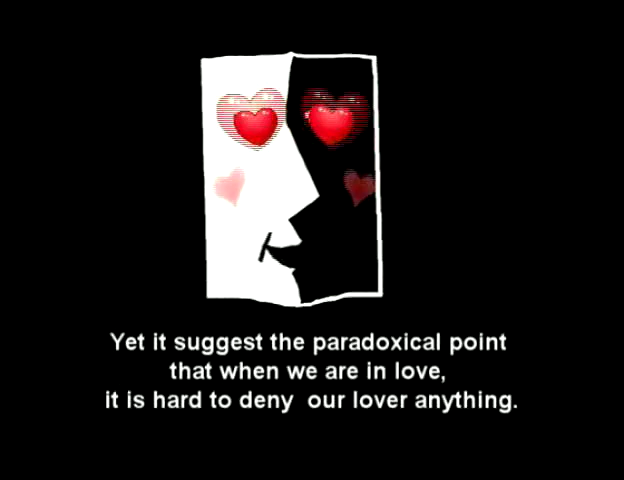 Yet it suggest the paradoxical point
that when we are in love,
it is hard to deny  our lover anything.